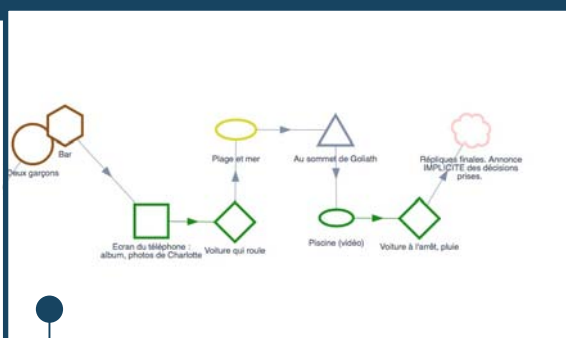 Bar
Deux garçons
Ecran du téléphone :
album, photos de Charlotte
Voiture qui roule
Plage et mer
Au sommet de Goliath
Piscine (vidéo)
Voiture à l'arrêt, pluie
Répliques finales. Annonce
IMPLICITE des décisions
prises.